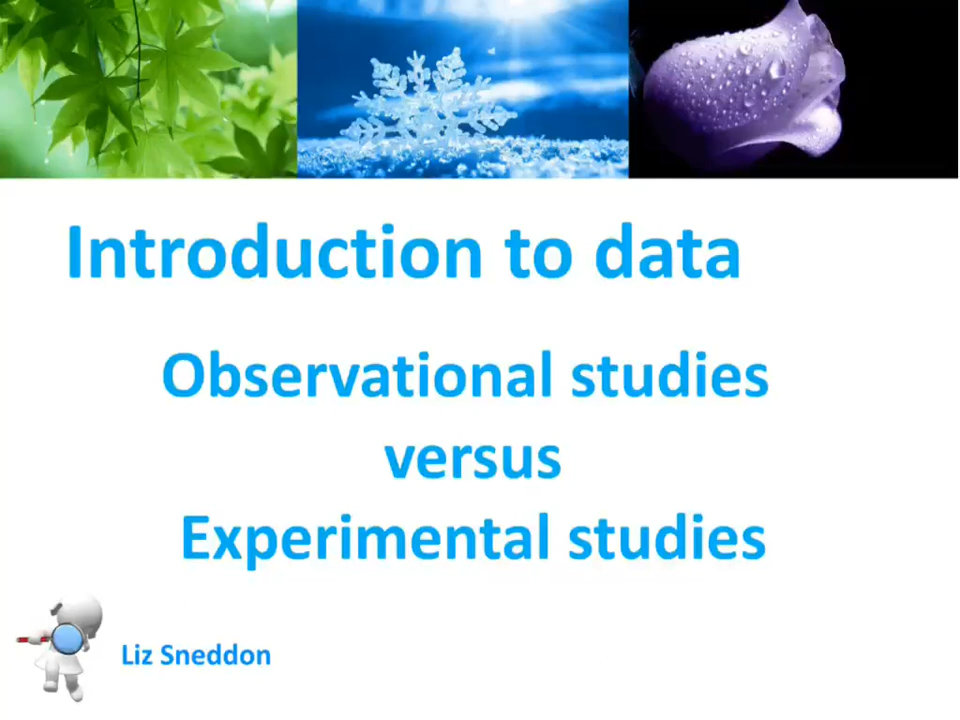 Introduction to data
Observational studies
versus
Experimental studies
Liz Sneddon